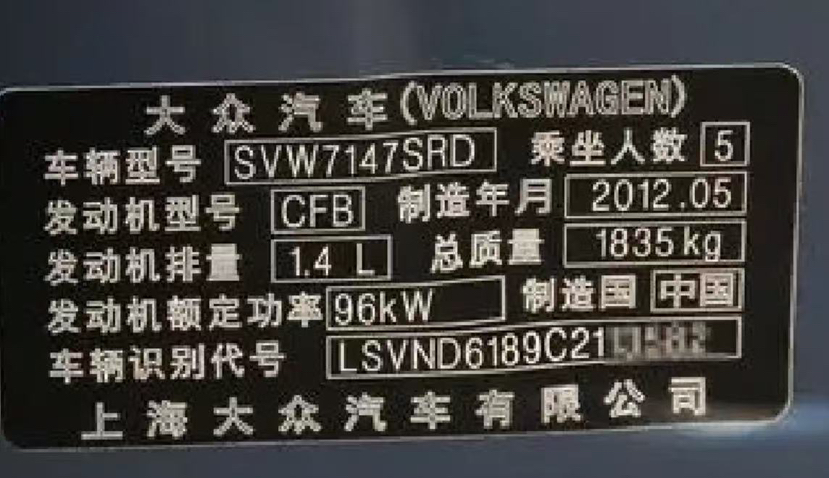 大众汽车(VOLKSWAGEN)
车辆型号 SVW7147SRD 乘坐人数 5
发动机型号 CFB 制造年月 2012.05
发动机排量 1.4 L 总质量 1835kg
发动机额定功率 96kW 制造国 中国
车辆识别代号 LSVND6189C21
上海大众汽车有限公司